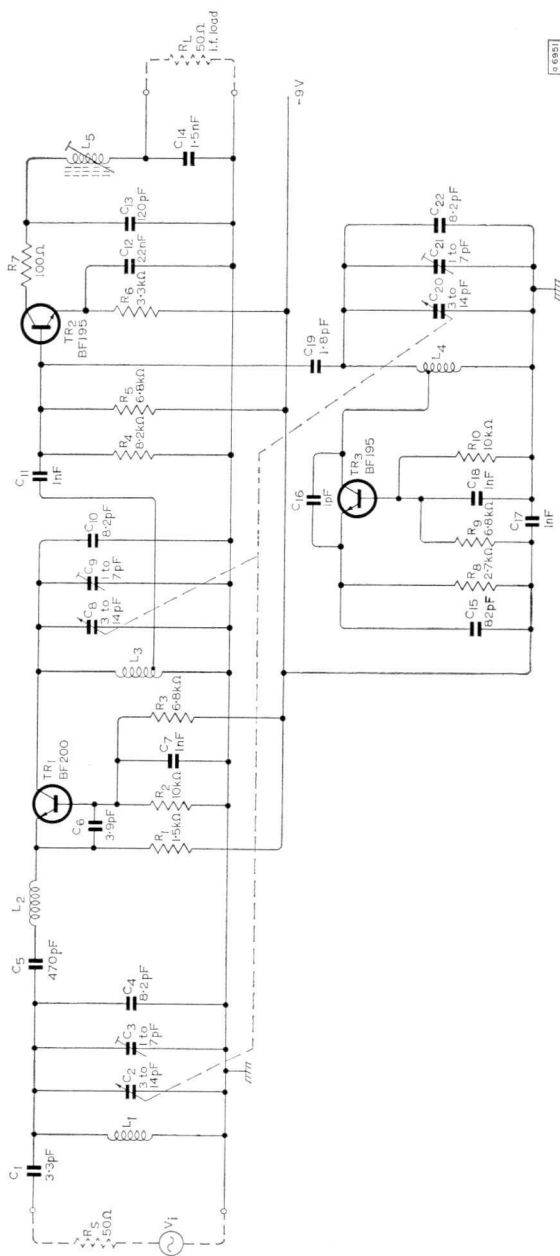 C1
3·3pF
RS
50Ω
Vi
L1
C2
3 to
14pF
C3
1 to
7pF
C4
8·2pF
C5
470pF
L2
TR1
BF200
C6
3·9pF
R1
1·5kΩ
R2
10kΩ
C7
1nF
R3
6·8kΩ
L3
C8
3 to
14pF
C9
1 to
7pF
C10
8·2pF
C11
1nF
R4
8·2kΩ
R5
6·8kΩ
TR2
BF195
R6
3·3kΩ
C12
22nF
R7
100Ω
C13
120pF
L5
C14
1·5nF
RL
50Ω
i.f. load
-9V
C19
1·8pF
L4
C20
3 to
14pF
C21
1 to
7pF
C22
8·2pF
C16
1pF
TR3
BF195
C15
82pF
R8
2·7kΩ
R9
6·8kΩ
C18
1nF
R10
10kΩ
C17
1nF
a 6951